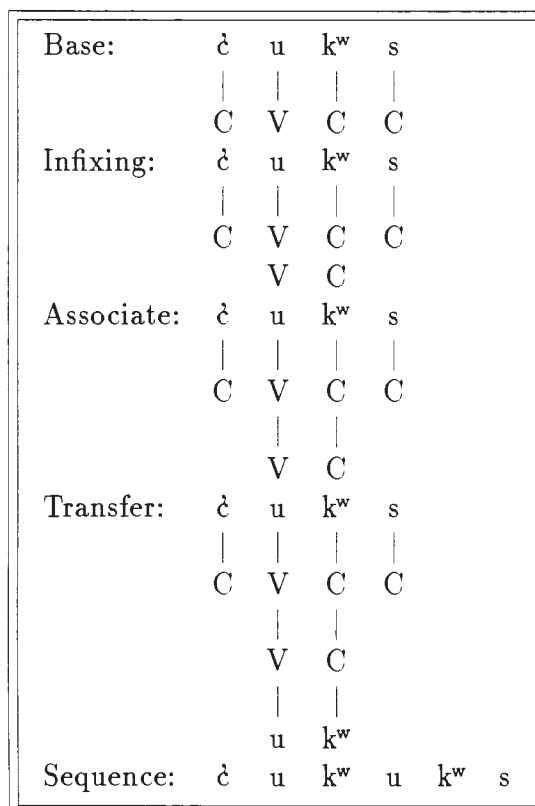 Base: c̓ u kʷ s
C V C C
Infixing: c̓ u kʷ s
C V C C
V C
Associate: c̓ u kʷ s
C V C C
V C
Transfer: c̓ u kʷ s
C V C C
V C
u kʷ
Sequence: c̓ u kʷ u kʷ s